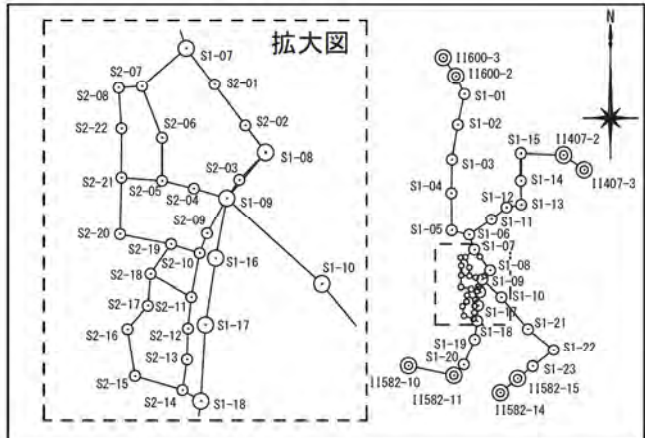 拡大図
S1-07
S2-07
S2-01
S2-08
S2-22
S2-06
S2-02
S1-08
S2-03
S2-21
S2-05
S2-04
S1-09
S2-09
S2-20
S2-19
S2-10
S1-16
S2-18
S1-10
S2-17
S2-11
S2-16
S2-12
S1-17
S2-13
S2-15
S2-14
S1-18
N
II600-3
II600-2
S1-01
S1-02
S1-15
II407-2
S1-03
S1-14
II407-3
S1-04
S1-12
S1-13
S1-05
S1-11
S1-06
S1-07
S1-08
S1-09
S1-10
S1-17
S1-18
S1-21
S1-19
S1-22
S1-20
S1-23
II582-10
II582-15
II582-11
II582-14